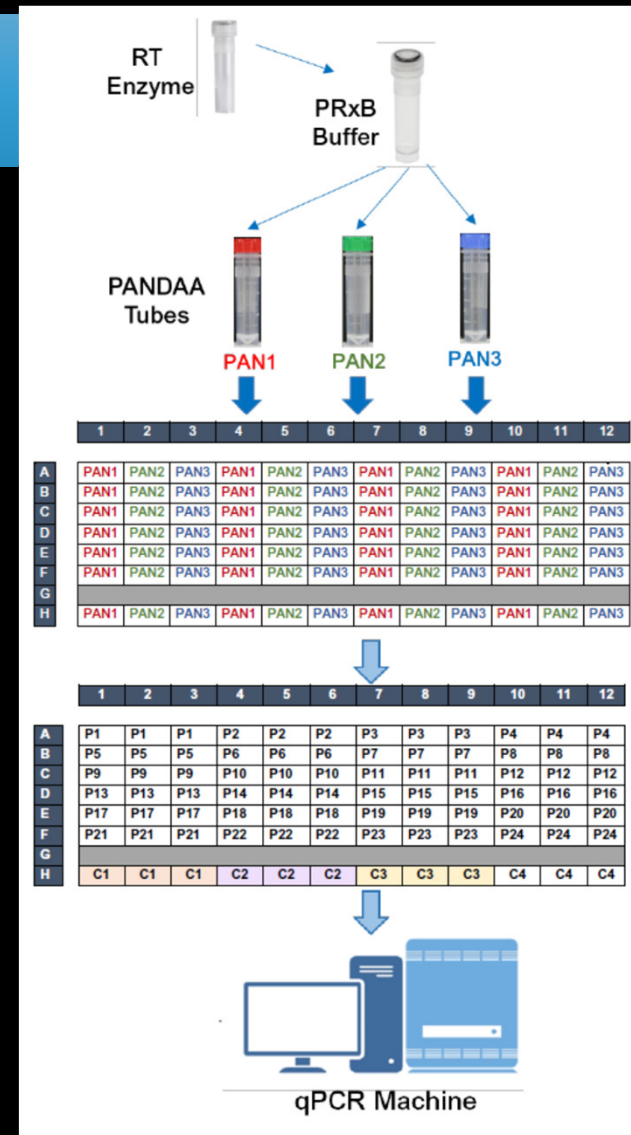 RT
Enzyme
PRxB
Buffer
PANDAA
Tubes
PAN1 PAN2 PAN3
1 2 3 4 5 6 7 8 9 10 11 12
A PAN1 PAN2 PAN3 PAN1 PAN2 PAN3 PAN1 PAN2 PAN3 PAN1 PAN2 PAN3
B PAN1 PAN2 PAN3 PAN1 PAN2 PAN3 PAN1 PAN2 PAN3 PAN1 PAN2 PAN3
C PAN1 PAN2 PAN3 PAN1 PAN2 PAN3 PAN1 PAN2 PAN3 PAN1 PAN2 PAN3
D PAN1 PAN2 PAN3 PAN1 PAN2 PAN3 PAN1 PAN2 PAN3 PAN1 PAN2 PAN3
E PAN1 PAN2 PAN3 PAN1 PAN2 PAN3 PAN1 PAN2 PAN3 PAN1 PAN2 PAN3
F PAN1 PAN2 PAN3 PAN1 PAN2 PAN3 PAN1 PAN2 PAN3 PAN1 PAN2 PAN3
G
H PAN1 PAN2 PAN3 PAN1 PAN2 PAN3 PAN1 PAN2 PAN3 PAN1 PAN2 PAN3
1 2 3 4 5 6 7 8 9 10 11 12
A P1 P1 P1 P2 P2 P2 P3 P3 P3 P4 P4 P4
B P5 P5 P5 P6 P6 P6 P7 P7 P7 P8 P8 P8
C P9 P9 P9 P10 P10 P10 P11 P11 P11 P12 P12 P12
D P13 P13 P13 P14 P14 P14 P15 P15 P15 P16 P16 P16
E P17 P17 P17 P18 P18 P18 P19 P19 P19 P20 P20 P20
F P21 P21 P21 P22 P22 P22 P23 P23 P23 P24 P24 P24
G
H C1 C1 C1 C2 C2 C2 C3 C3 C3 C4 C4 C4
qPCR Machine